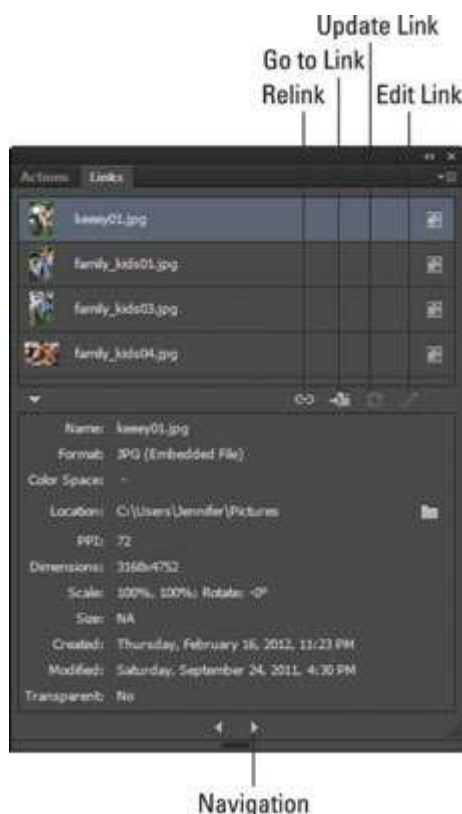 Update Link
Go to Link
Relink Edit Link
Actions Links
keeey01.jpg
family_kids01.jpg
family_kids03.jpg
family_kids04.jpg
Name: keeey01.jpg
Format: JPG (Embedded File)
Color Space: -
Location: C:\Users\Jennifer\Pictures
PPI: 72
Dimensions: 3168x4752
Scale: 100%, 100%; Rotate: -0°
Size: NA
Created: Thursday, February 16, 2012, 11:23 PM
Modified: Saturday, September 24, 2011, 4:30 PM
Transparent: No
Navigation